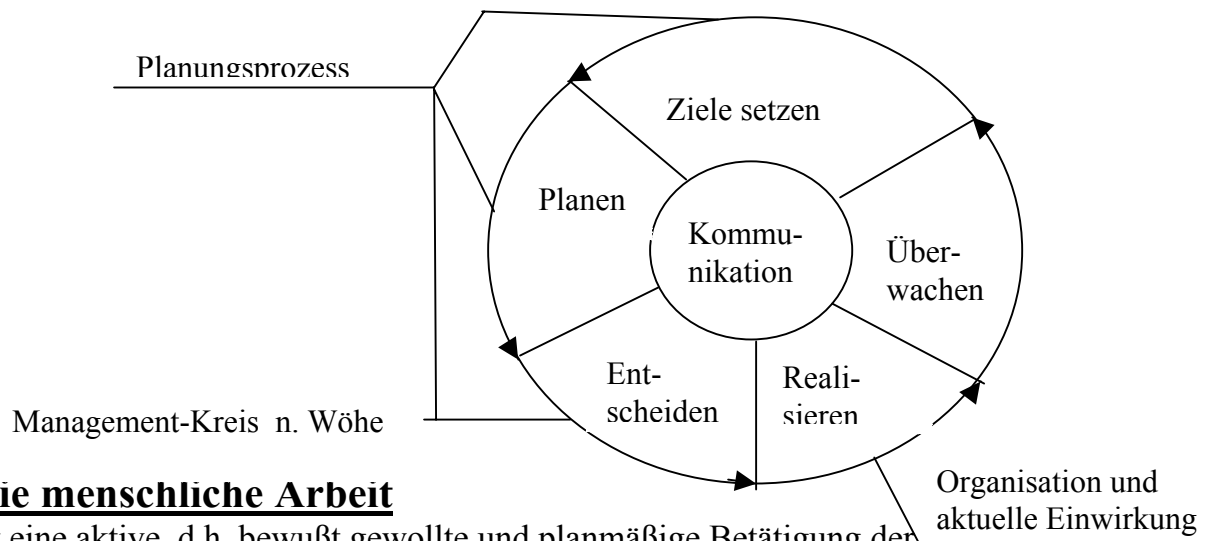 Planungsprozess
Ziele setzen
Planen
Kommu-
nikation
Über-
wachen
Ent-
scheiden
Reali-
sieren
Management-Kreis n. Wöhe
Organisation und
aktuelle Einwirkung
ie menschliche Arbeit
eine aktive, d.h. bewußt gewollte und planmäßige Betätigung der